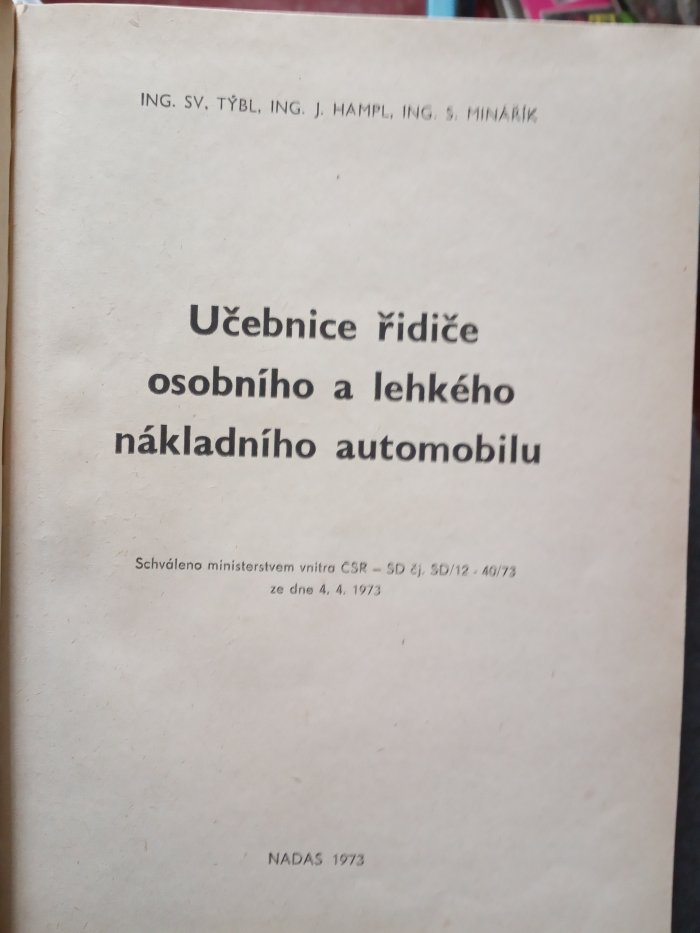 ING. SV. TÝBL, ING. J. HAMPL, ING. S. MINÁŘÍK
Učebnice řidiče
osobního a lehkého
nákladního automobilu
Schváleno ministerstvem vnitra ČSR – SD čj. SD/12 - 40/73
ze dne 4. 4. 1973
NADAS 1973